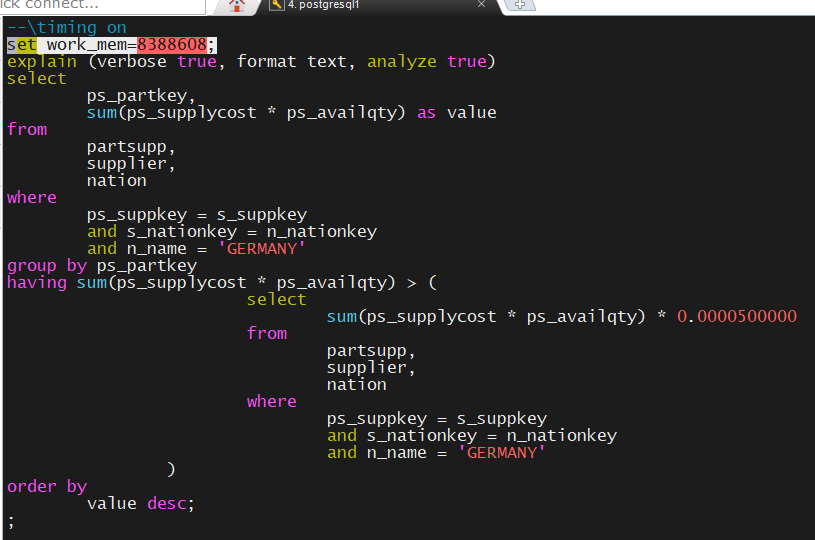 ick connect...
4. postgresql1
--\timing on
set work_mem=8388608;
explain (verbose true, format text, analyze true)
select
        ps_partkey,
        sum(ps_supplycost * ps_availqty) as value
from
        partsupp,
        supplier,
        nation
where
        ps_suppkey = s_suppkey
        and s_nationkey = n_nationkey
        and n_name = 'GERMANY'
group by ps_partkey
having sum(ps_supplycost * ps_availqty) > (
                        select
                                sum(ps_supplycost * ps_availqty) * 0.0000500000
                        from
                                partsupp,
                                supplier,
                                nation
                        where
                                ps_suppkey = s_suppkey
                                and s_nationkey = n_nationkey
                                and n_name = 'GERMANY'
                )
order by
        value desc;
;